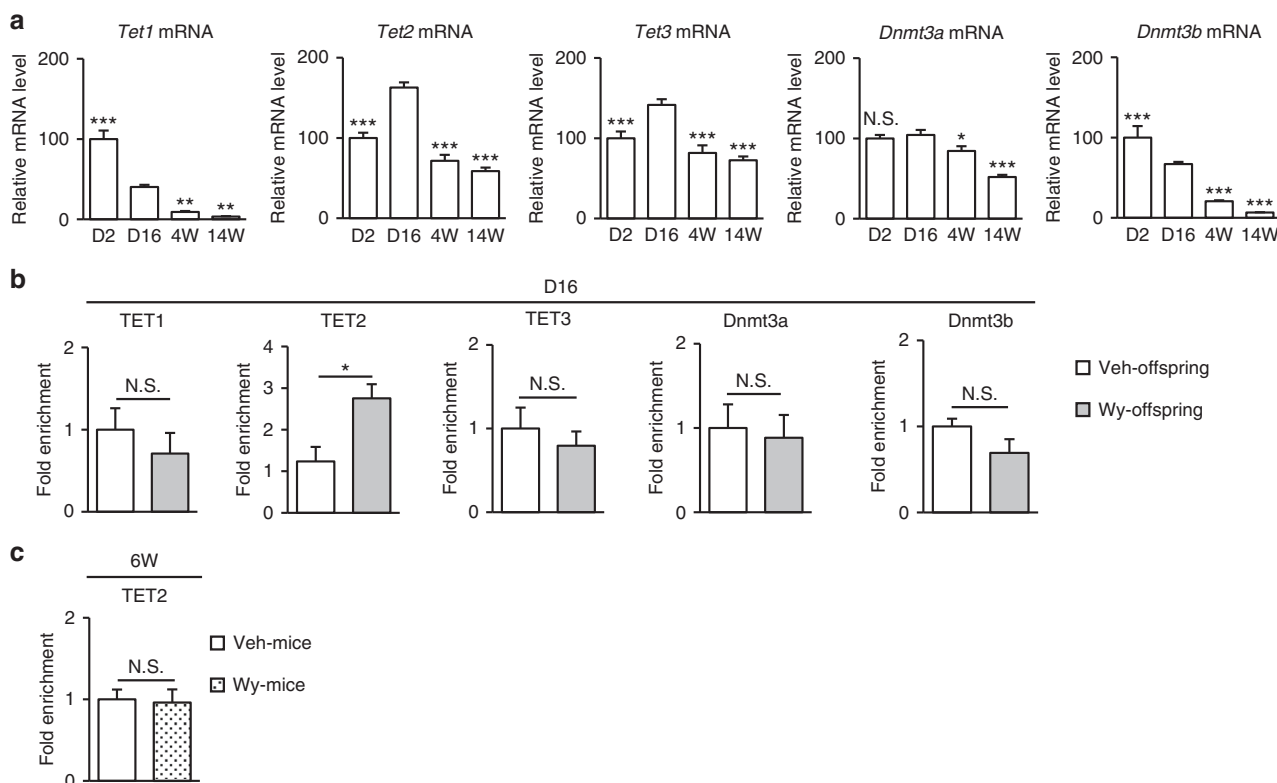 a
Tet1 mRNA
Tet2 mRNA
Tet3 mRNA
Dnmt3a mRNA
Dnmt3b mRNA
Relative mRNA level
200
100
0
***
**
**
D2 D16 4W 14W
Relative mRNA level
200
100
0
***
***
***
D2 D16 4W 14W
Relative mRNA level
200
100
0
***
***
***
D2 D16 4W 14W
Relative mRNA level
200
100
0
N.S.
*
***
D2 D16 4W 14W
Relative mRNA level
200
100
0
***
***
***
D2 D16 4W 14W
b
D16
TET1
TET2
TET3
Dnmt3a
Dnmt3b
Fold enrichment
2
1
0
N.S.
Fold enrichment
4
3
2
1
0
*
Fold enrichment
2
1
0
N.S.
Fold enrichment
2
1
0
N.S.
Fold enrichment
2
1
0
N.S.
Veh-offspring
Wy-offspring
c
6W
TET2
Fold enrichment
2
1
0
N.S.
Veh-mice
Wy-mice